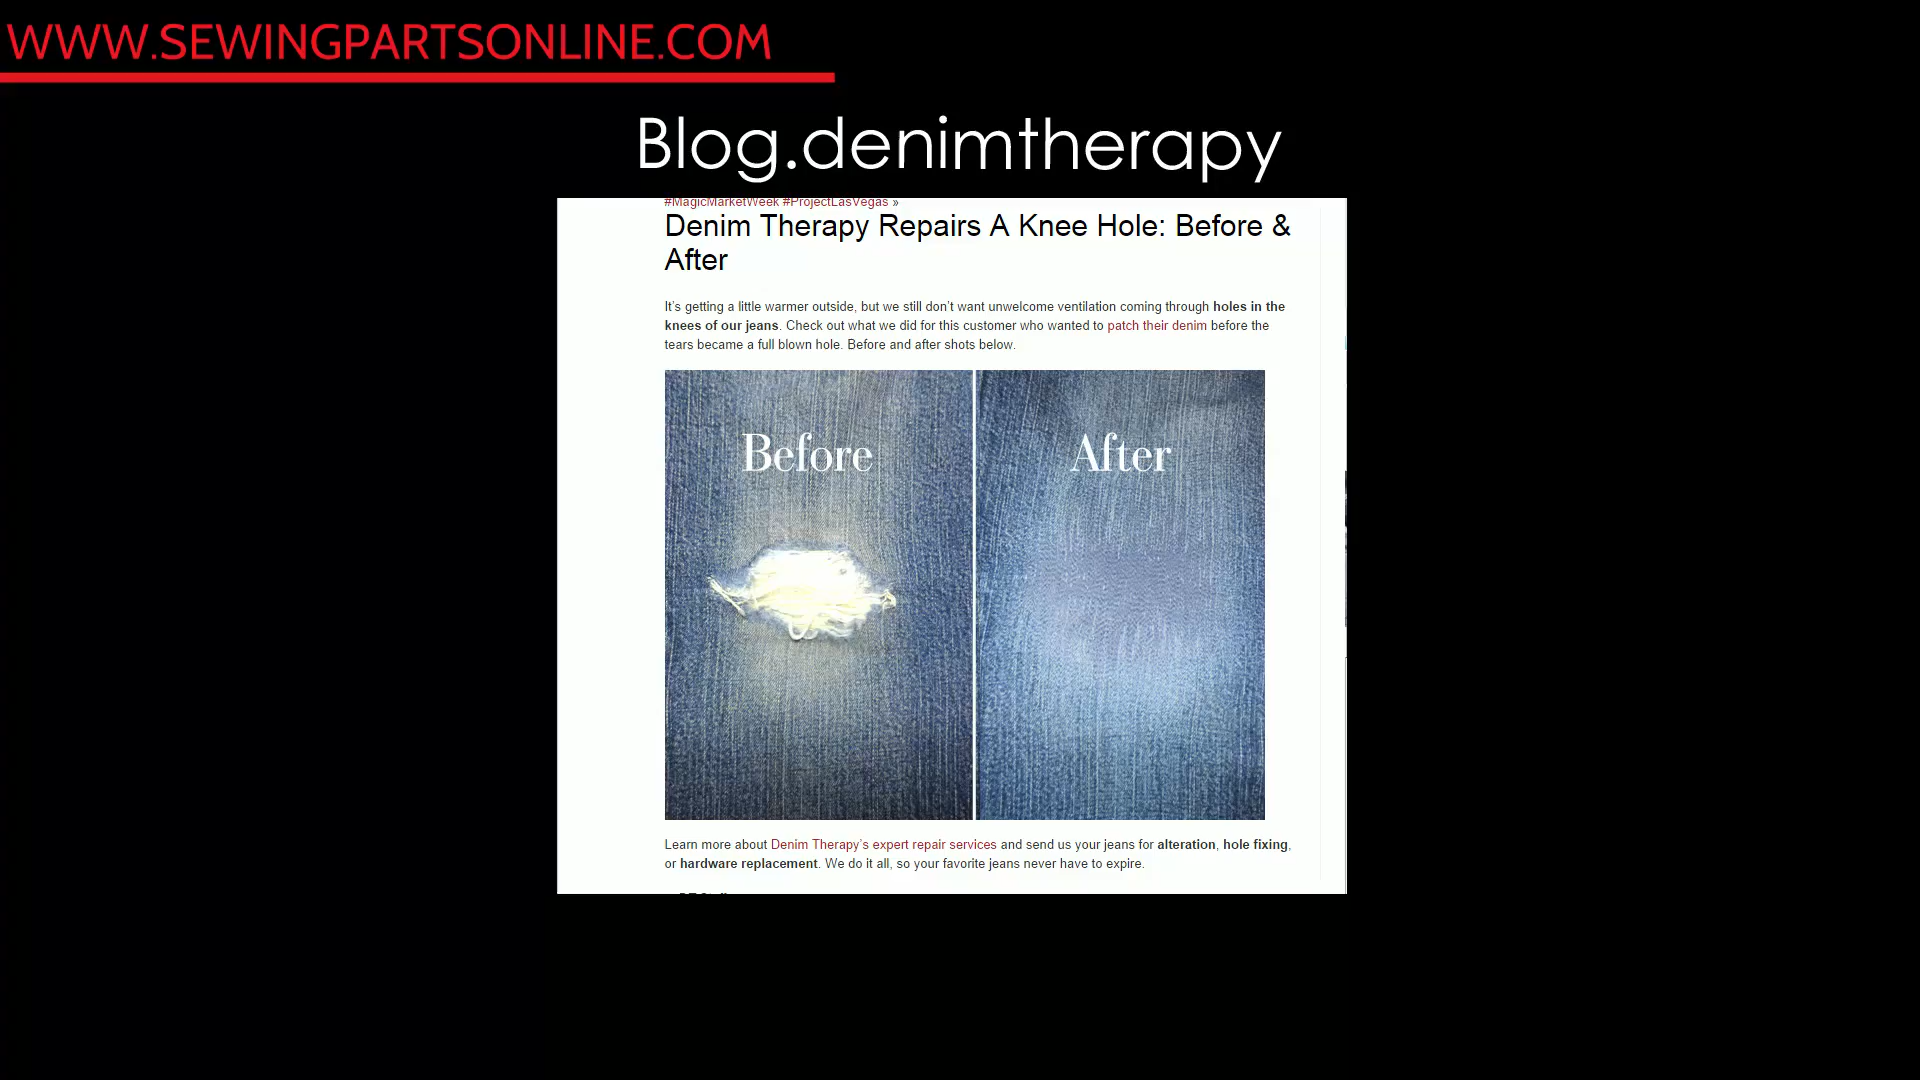 WWW.SEWINGPARTSONLINE.COM
Blog.denimtherapy
#MagicMarketWeek #ProjectLasVegas »
Denim Therapy Repairs A Knee Hole: Before &
After
It's getting a little warmer outside, but we still don't want unwelcome ventilation coming through holes in the
knees of our jeans. Check out what we did for this customer who wanted to patch their denim before the
tears became a full blown hole. Before and after shots below.
Before
After
Learn more about Denim Therapy's expert repair services and send us your jeans for alteration, hole fixing,
or hardware replacement. We do it all, so your favorite jeans never have to expire.